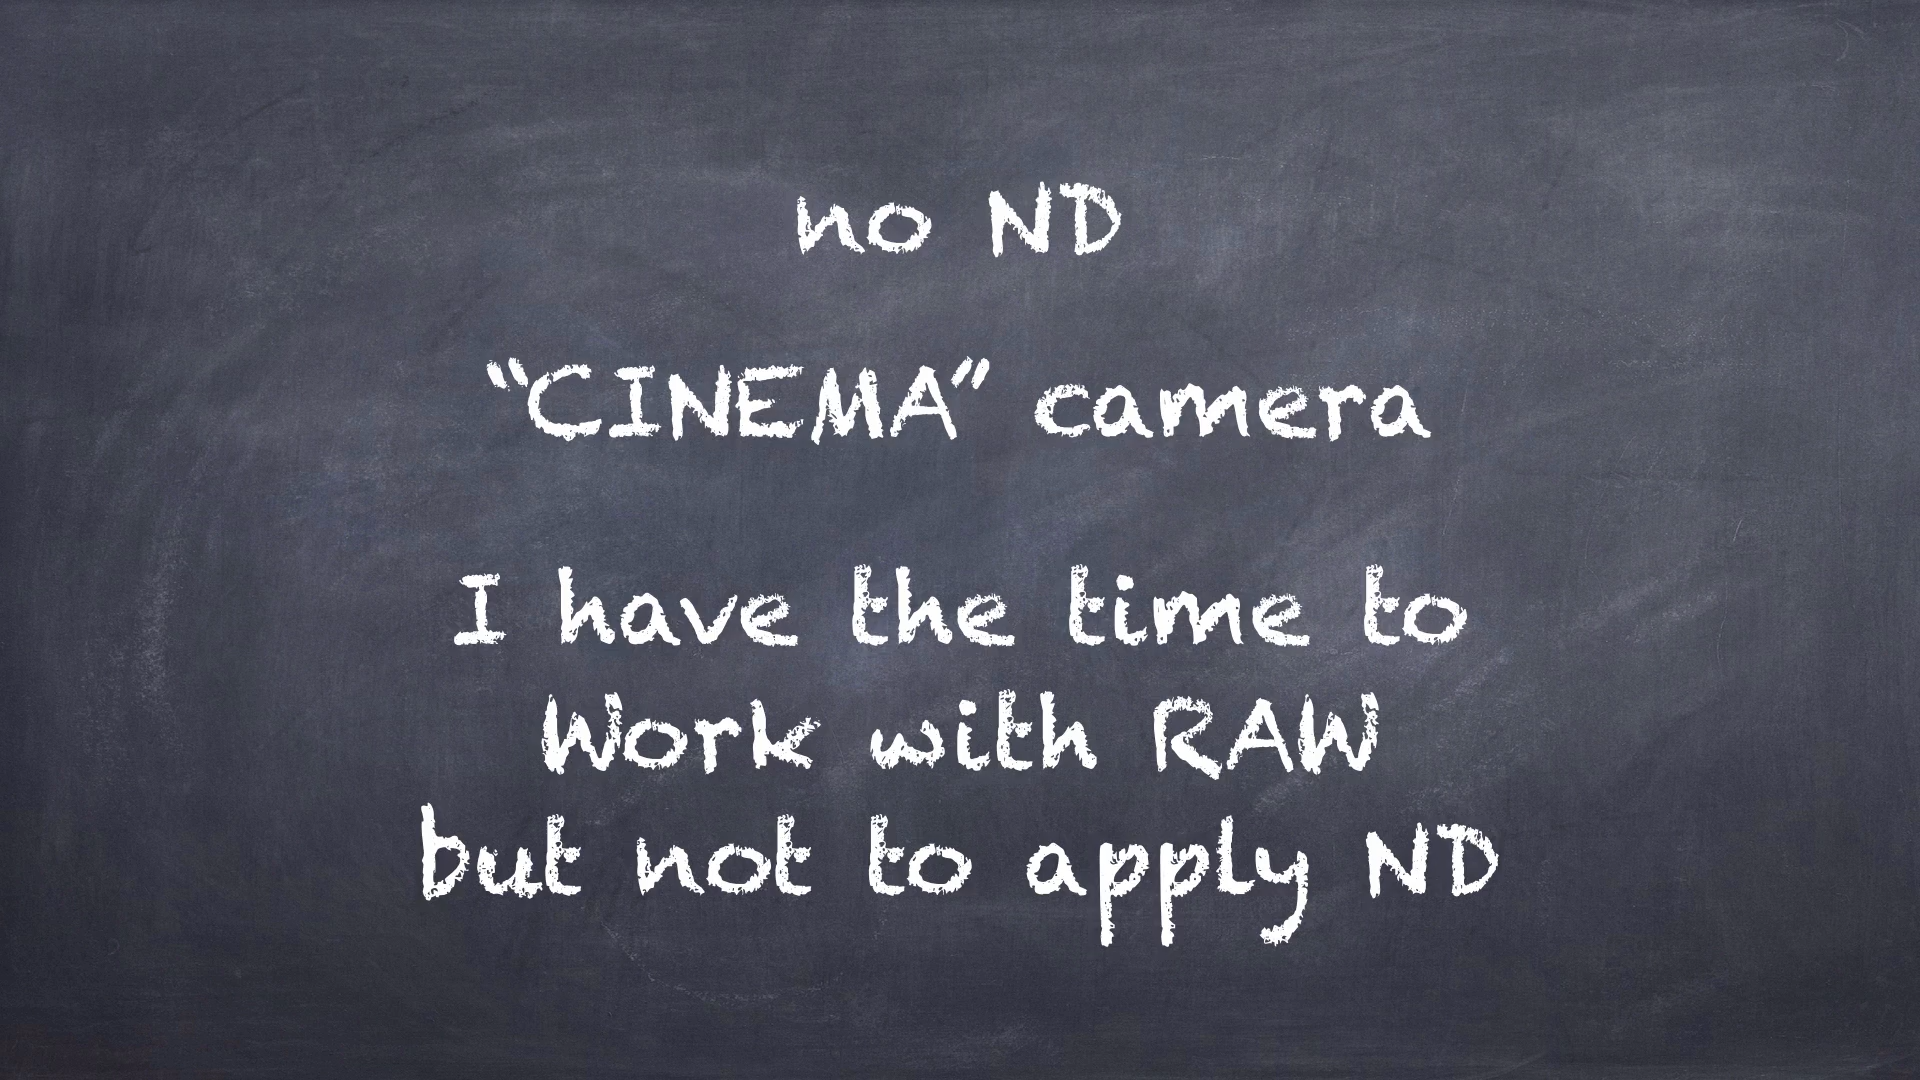 no ND
“CINEMA” camera
I have the time to
Work with RAW
but not to apply ND